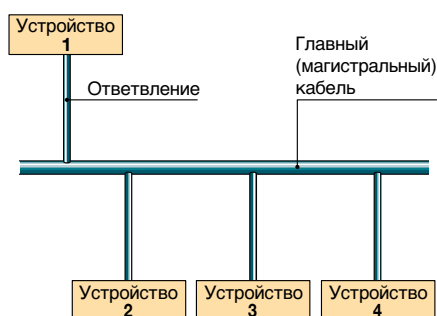 Устройство
1
Ответвление
Главный
(магистральный)
кабель
Устройство
2
Устройство
3
Устройство
4